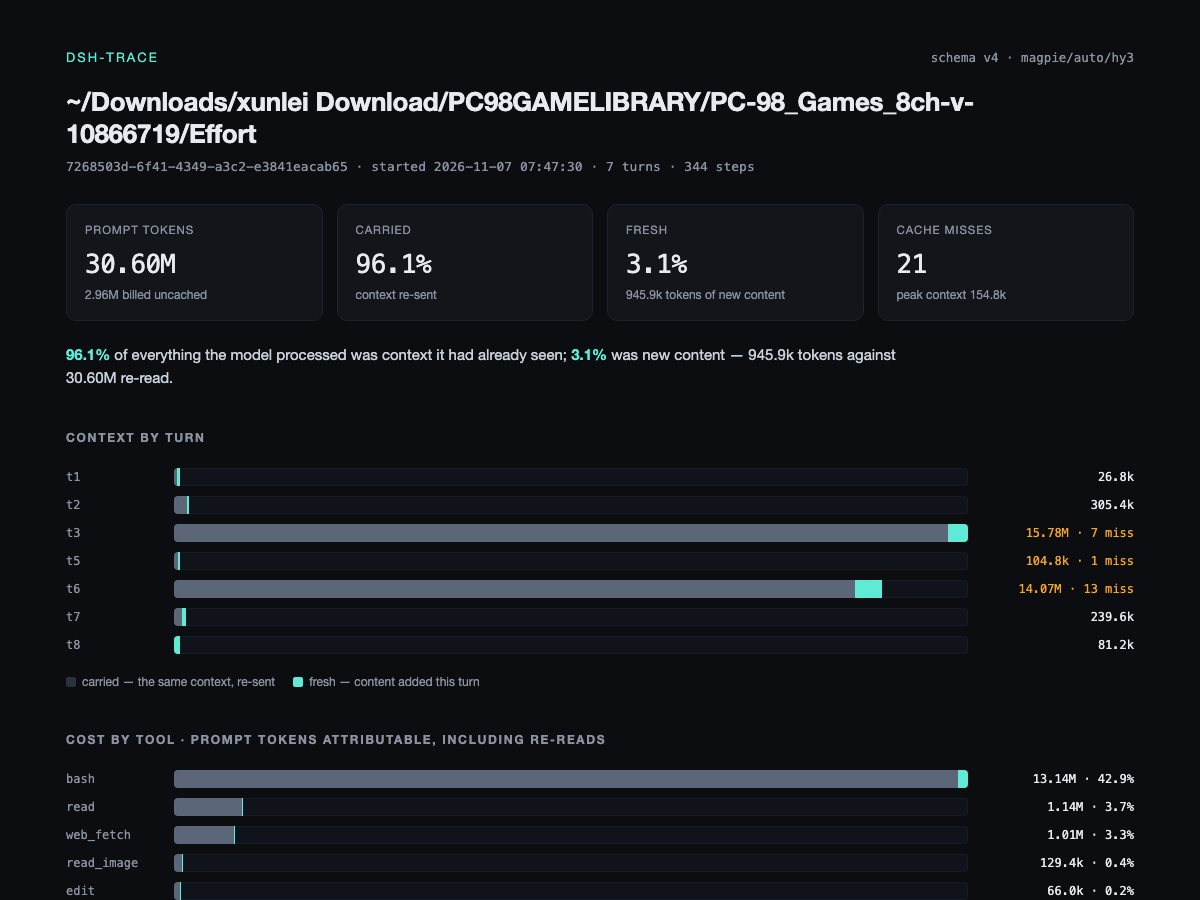 DSH-TRACE
schema v4 · magpie/auto/hy3
~/Downloads/xunlei Download/PC98GAMELIBRARY/PC-98_Games_8ch-v-
10866719/Effort
7268503d-6f41-4349-a3c2-e3841eacab65 · started 2026-11-07 07:47:30 · 7 turns · 344 steps
PROMPT TOKENS
30.60M
2.96M billed uncached
CARRIED
96.1%
context re-sent
FRESH
3.1%
945.9k tokens of new content
CACHE MISSES
21
peak context 154.8k
96.1% of everything the model processed was context it had already seen; 3.1% was new content — 945.9k tokens against
30.60M re-read.
CONTEXT BY TURN
t1 26.8k
t2 305.4k
t3 15.78M · 7 miss
t5 104.8k · 1 miss
t6 14.07M · 13 miss
t7 239.6k
t8 81.2k
carried — the same context, re-sent fresh — content added this turn
COST BY TOOL · PROMPT TOKENS ATTRIBUTABLE, INCLUDING RE-READS
bash 13.14M · 42.9%
read 1.14M · 3.7%
web_fetch 1.01M · 3.3%
read_image 129.4k · 0.4%
edit 66.0k · 0.2%